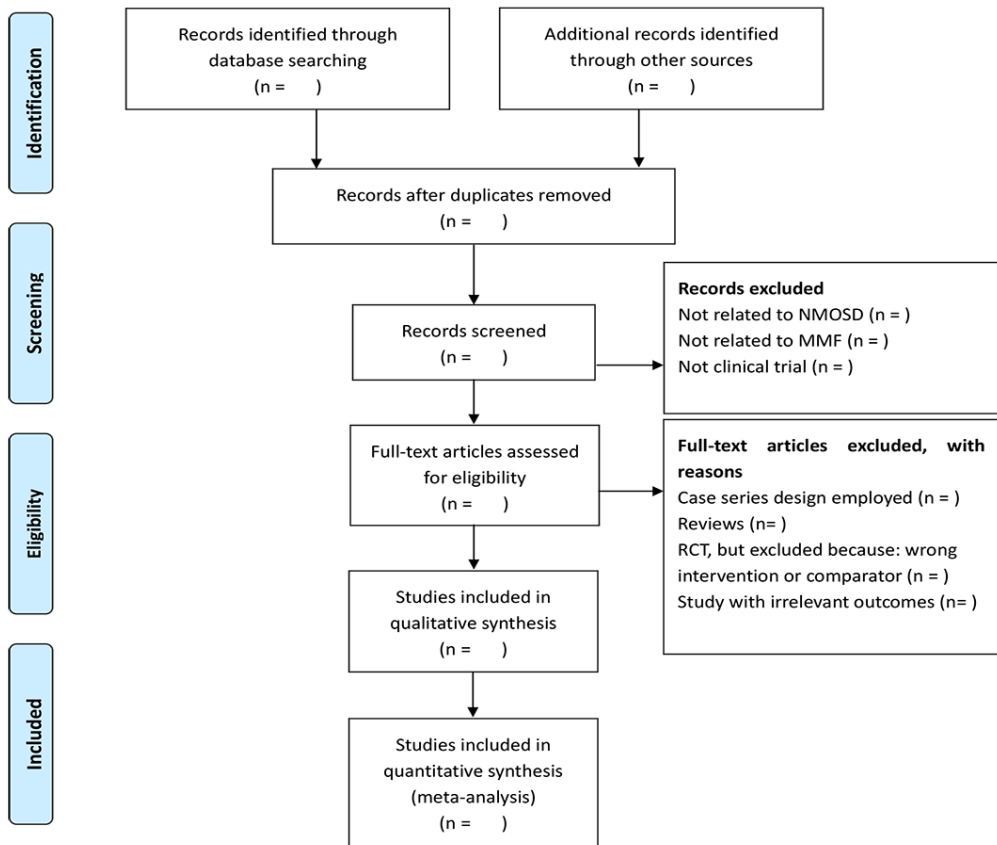 Identification
Records identified through
database searching
(n =      )
Additional records identified
through other sources
(n =      )
Records after duplicates removed
(n =      )
Screening
Records screened
(n =      )
Records excluded
Not related to NMOSD (n = )
Not related to MMF (n = )
Not clinical trial (n = )
Eligibility
Full-text articles assessed
for eligibility
(n =      )
Full-text articles excluded, with
reasons
Case series design employed (n = )
Reviews (n= )
RCT, but excluded because: wrong
intervention or comparator (n = )
Study with irrelevant outcomes (n= )
Studies included in
qualitative synthesis
(n =      )
Included
Studies included in
quantitative synthesis
(meta-analysis)
(n =      )